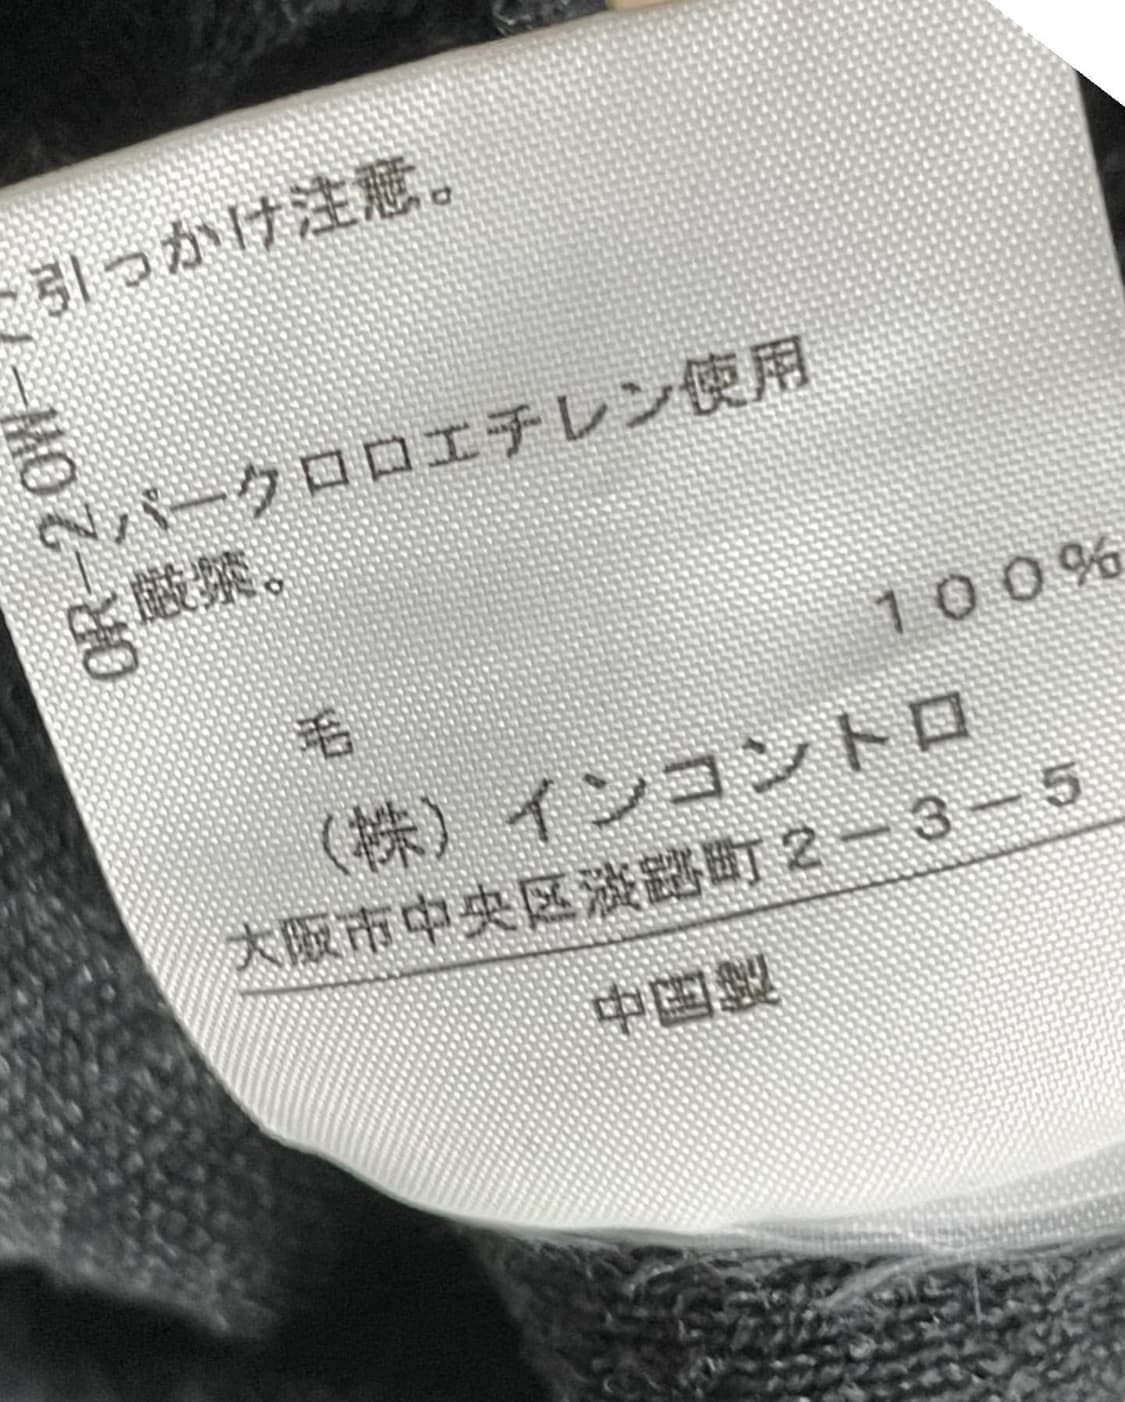 引っかけ注意。
パークロロエチレン使用
厳禁。
毛 100%
(株) インコントロ
大阪市中央区淡路町2-3-5
中国製
OR-20M-